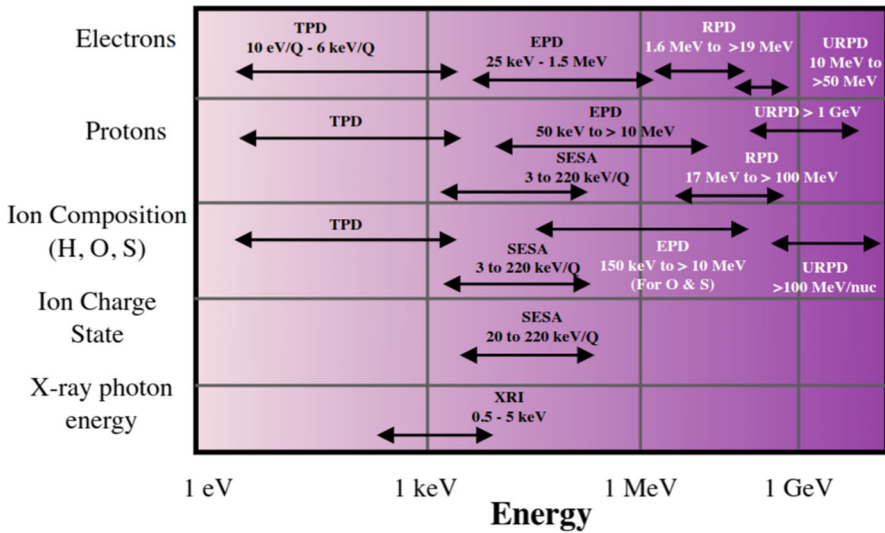 Electrons
TPD
10 eV/Q - 6 keV/Q
EPD
25 keV - 1.5 MeV
RPD
1.6 MeV to >19 MeV
URPD
10 MeV to
>50 MeV
Protons
TPD
EPD
50 keV to > 10 MeV
URPD > 1 GeV
SESA
3 to 220 keV/Q
RPD
17 MeV to > 100 MeV
Ion Composition
(H, O, S)
TPD
SESA
3 to 220 keV/Q
EPD
150 keV to > 10 MeV
(For O & S)
URPD
>100 MeV/nuc
Ion Charge
State
SESA
20 to 220 keV/Q
X-ray photon
energy
XRI
0.5 - 5 keV
1 eV
1 keV
1 MeV
1 GeV
Energy